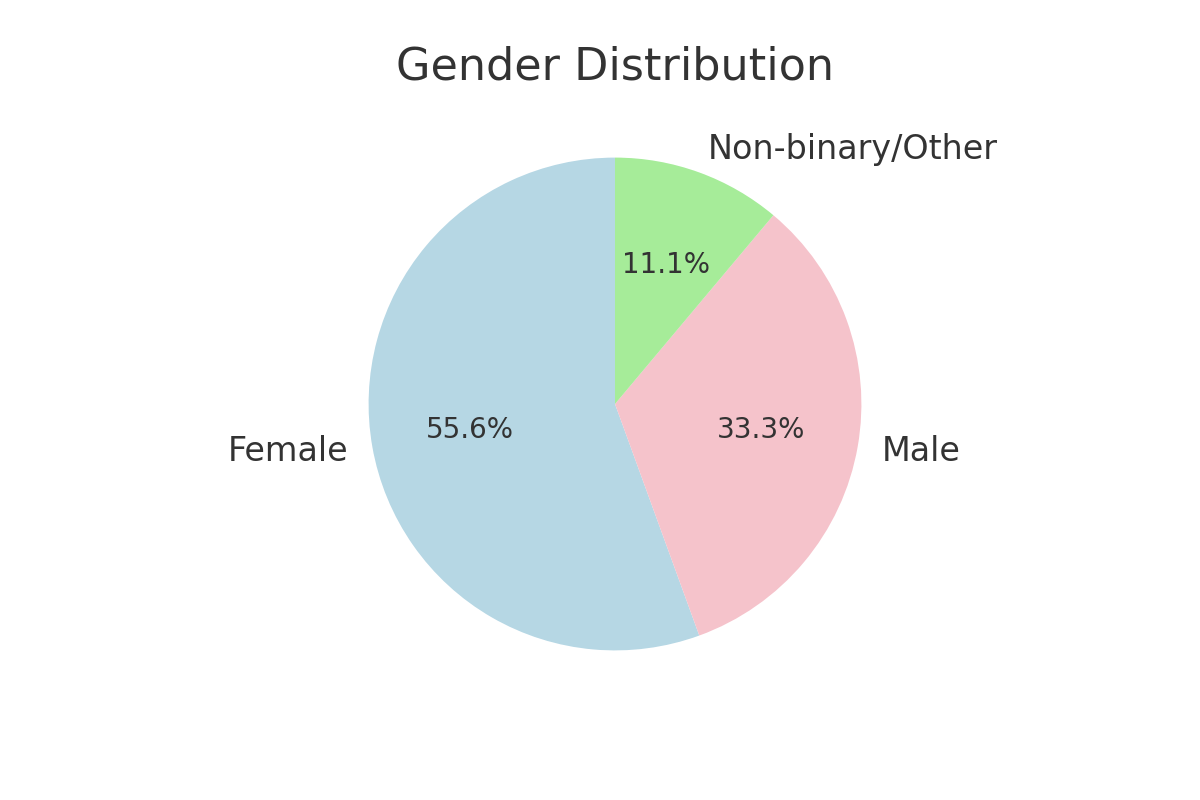 Gender Distribution
Non-binary/Other
11.1%
55.6%
33.3%
Female
Male